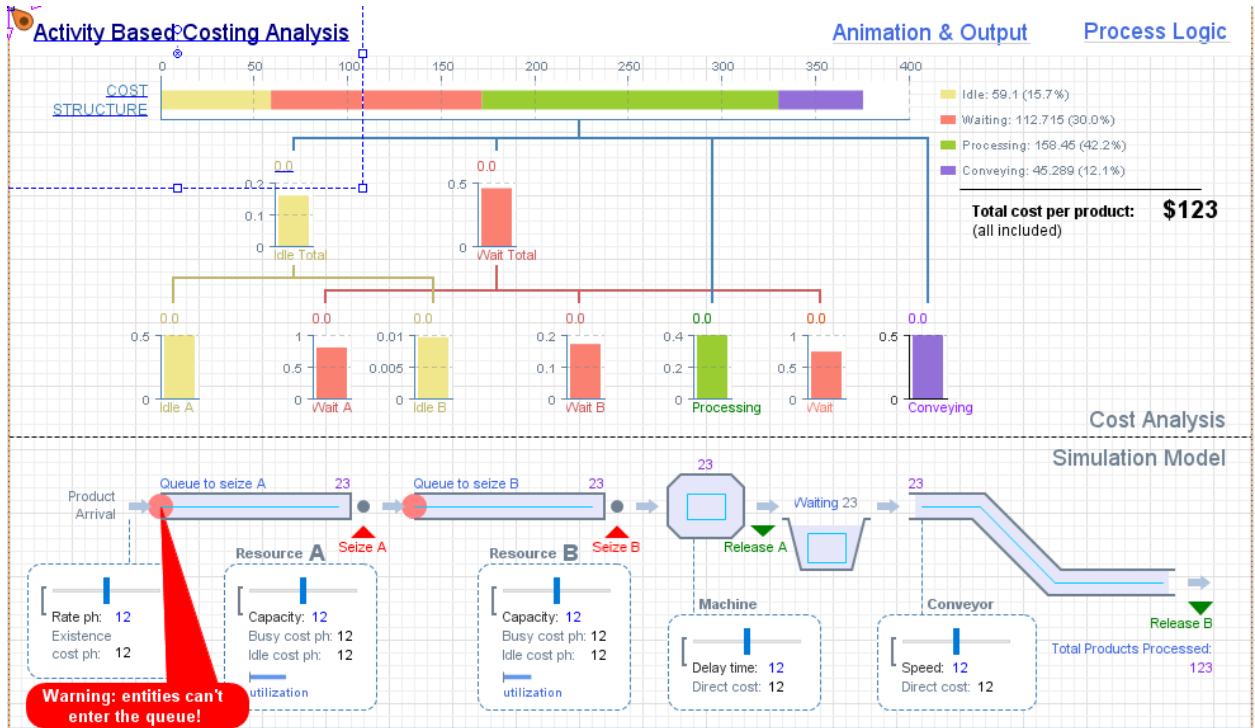 Activity Based Costing Analysis
Animation & Output
Process Logic
0 50 100 150 200 250 300 350 400
COST
STRUCTURE
Idle: 59.1 (15.7%)
Waiting: 112.715 (30.0%)
Processing: 158.45 (42.2%)
Conveying: 45.289 (12.1%)
Total cost per product: $123
(all included)
0.0 0.0
0.2 0.5
0.1
0 0
Idle Total Wait Total
0.0 0.0 0.0 0.0 0.0 0.0 0.0
0.5 1 0.01 0.2 0.4 1 0.5
0.5 0.005 0.1 0.2 0.5
0 0 0 0 0 0 0
Idle A Wait A Idle B Wait B Processing Wait Conveying
Cost Analysis
Simulation Model
Product
Arrival
Queue to seize A 23
Seize A
Queue to seize B 23
Seize B
23
Release A
Waiting 23
23
Release B
Total Products Processed:
123
Rate ph: 12
Existence
cost ph: 12
Resource A
Capacity: 12
Busy cost ph: 12
Idle cost ph: 12
utilization
Resource B
Capacity: 12
Busy cost ph: 12
Idle cost ph: 12
utilization
Machine
Delay time: 12
Direct cost: 12
Conveyor
Speed: 12
Direct cost: 12
Warning: entities can't
enter the queue!